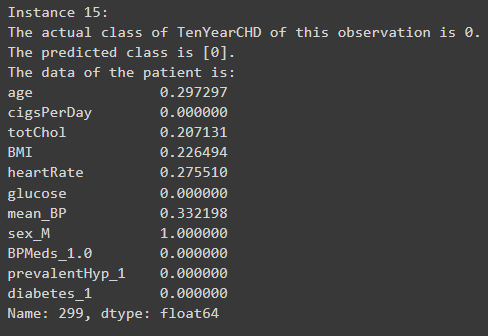 Instance 15:
The actual class of TenYearCHD of this observation is 0.
The predicted class is [0].
The data of the patient is:
age 0.297297
cigsPerDay 0.000000
totChol 0.207131
BMI 0.226494
heartRate 0.275510
glucose 0.000000
mean_BP 0.332198
sex_M 1.000000
BPMeds_1.0 0.000000
prevalentHyp_1 0.000000
diabetes_1 0.000000
Name: 299, dtype: float64